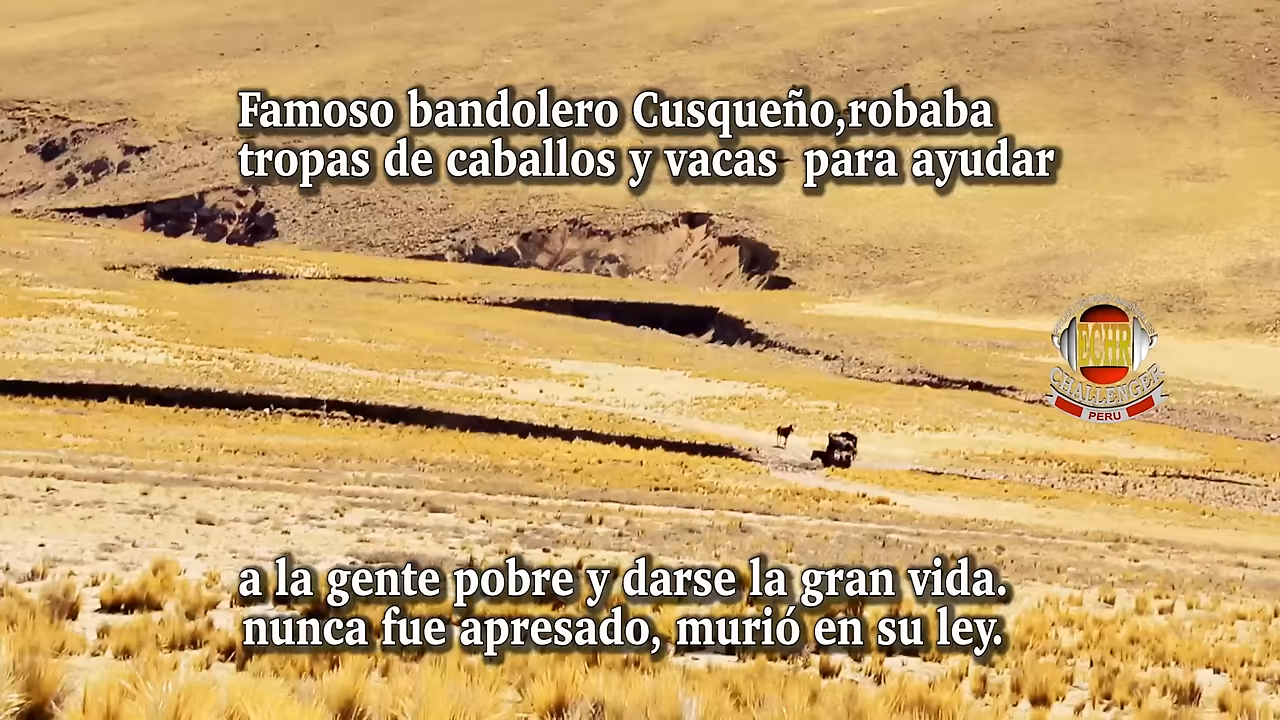 Famoso bandolero Cusqueño,robaba
tropas de caballos y vacas  para ayudar
ECHR
CHALLENGER
PERU
a la gente pobre y darse la gran vida.
nunca fue apresado, murió en su ley.